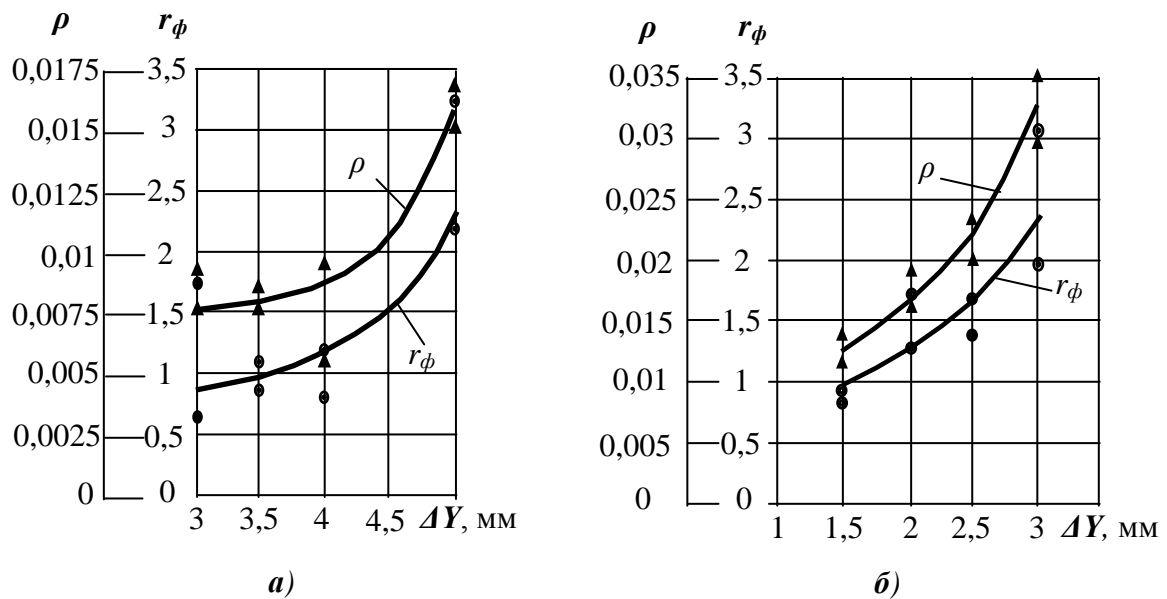 ρ r_ф
0,0175 3,5
0,015 3
0,0125 2,5
0,01 2
0,0075 1,5
0,005 1
0,0025 0,5
0 0
ρ
r_ф
3 3,5 4 4,5 ΔY, мм
а)
ρ r_ф
0,035 3,5
0,03 3
0,025 2,5
0,02 2
0,015 1,5
0,01 1
0,005 0,5
0 0
ρ
r_ф
1 1,5 2 2,5 3 ΔY, мм
б)